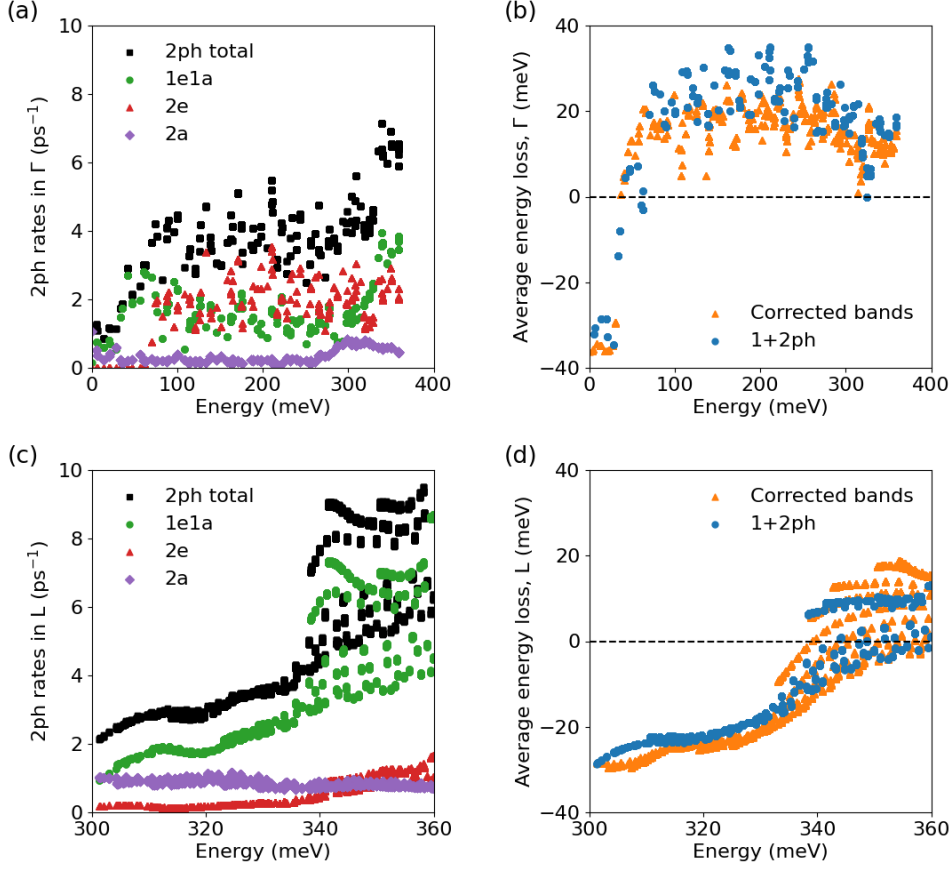 (a)
10
8
6
4
2
0
2ph rates in Γ (ps⁻¹)
2ph total
1e1a
2e
2a
0 100 200 300 400
Energy (meV)
(b)
40
20
0
−20
−40
Average energy loss, Γ (meV)
Corrected bands
1+2ph
0 100 200 300 400
Energy (meV)
(c)
10
8
6
4
2
0
2ph rates in L (ps⁻¹)
2ph total
1e1a
2e
2a
300 320 340 360
Energy (meV)
(d)
40
20
0
−20
−40
Average energy loss, L (meV)
Corrected bands
1+2ph
300 320 340 360
Energy (meV)